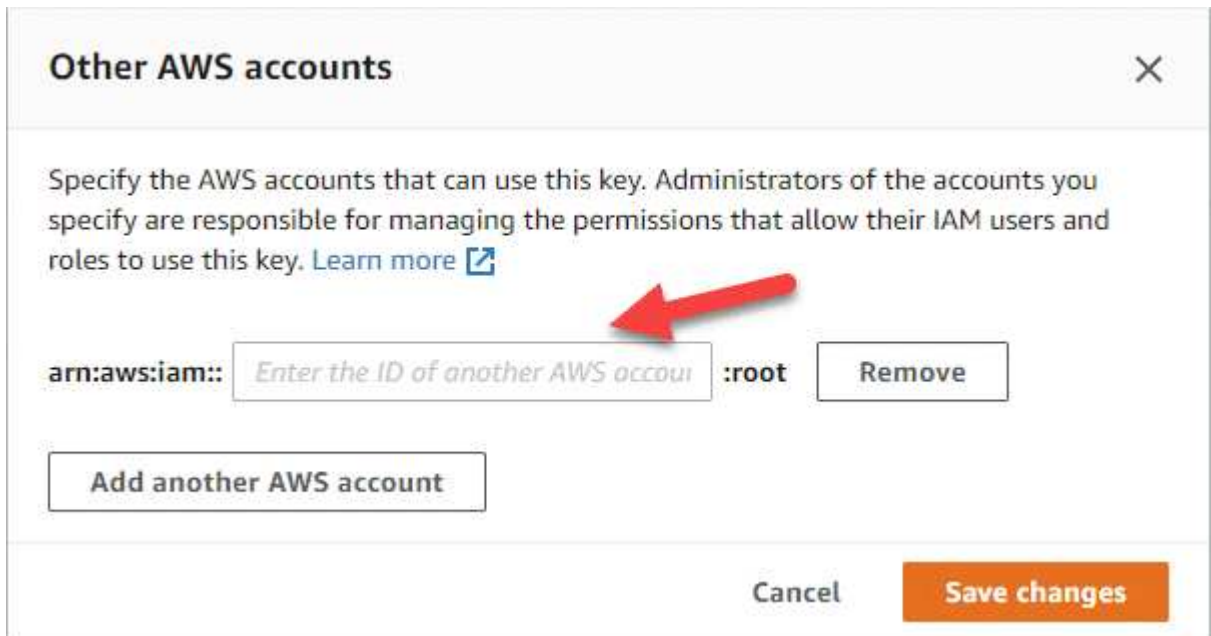 Other AWS accounts
Specify the AWS accounts that can use this key. Administrators of the accounts you
specify are responsible for managing the permissions that allow their IAM users and
roles to use this key. Learn more
arn:aws:iam:: Enter the ID of another AWS accou :root Remove
Add another AWS account
Cancel Save changes